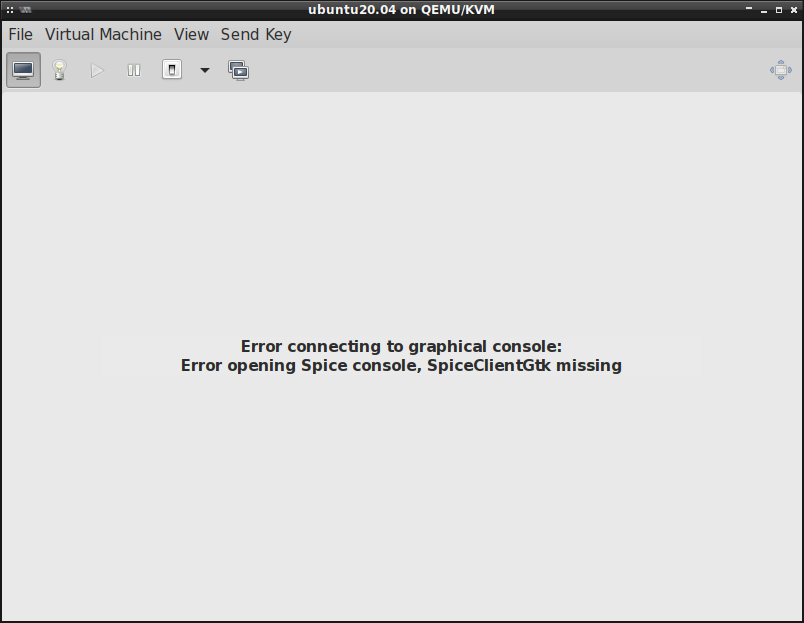 ubuntu20.04 on QEMU/KVM
File Virtual Machine View Send Key
Error connecting to graphical console:
Error opening Spice console, SpiceClientGtk missing